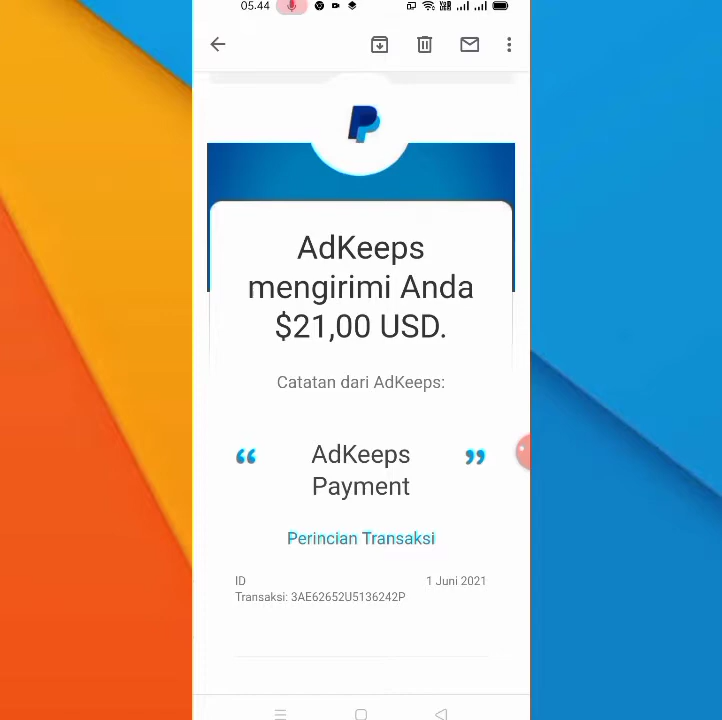 05.44
AdKeeps
mengirimi Anda
$21,00 USD.
Catatan dari AdKeeps:
“ AdKeeps ”
Payment
Perincian Transaksi
ID 1 Juni 2021
Transaksi: 3AE62652U5136242P